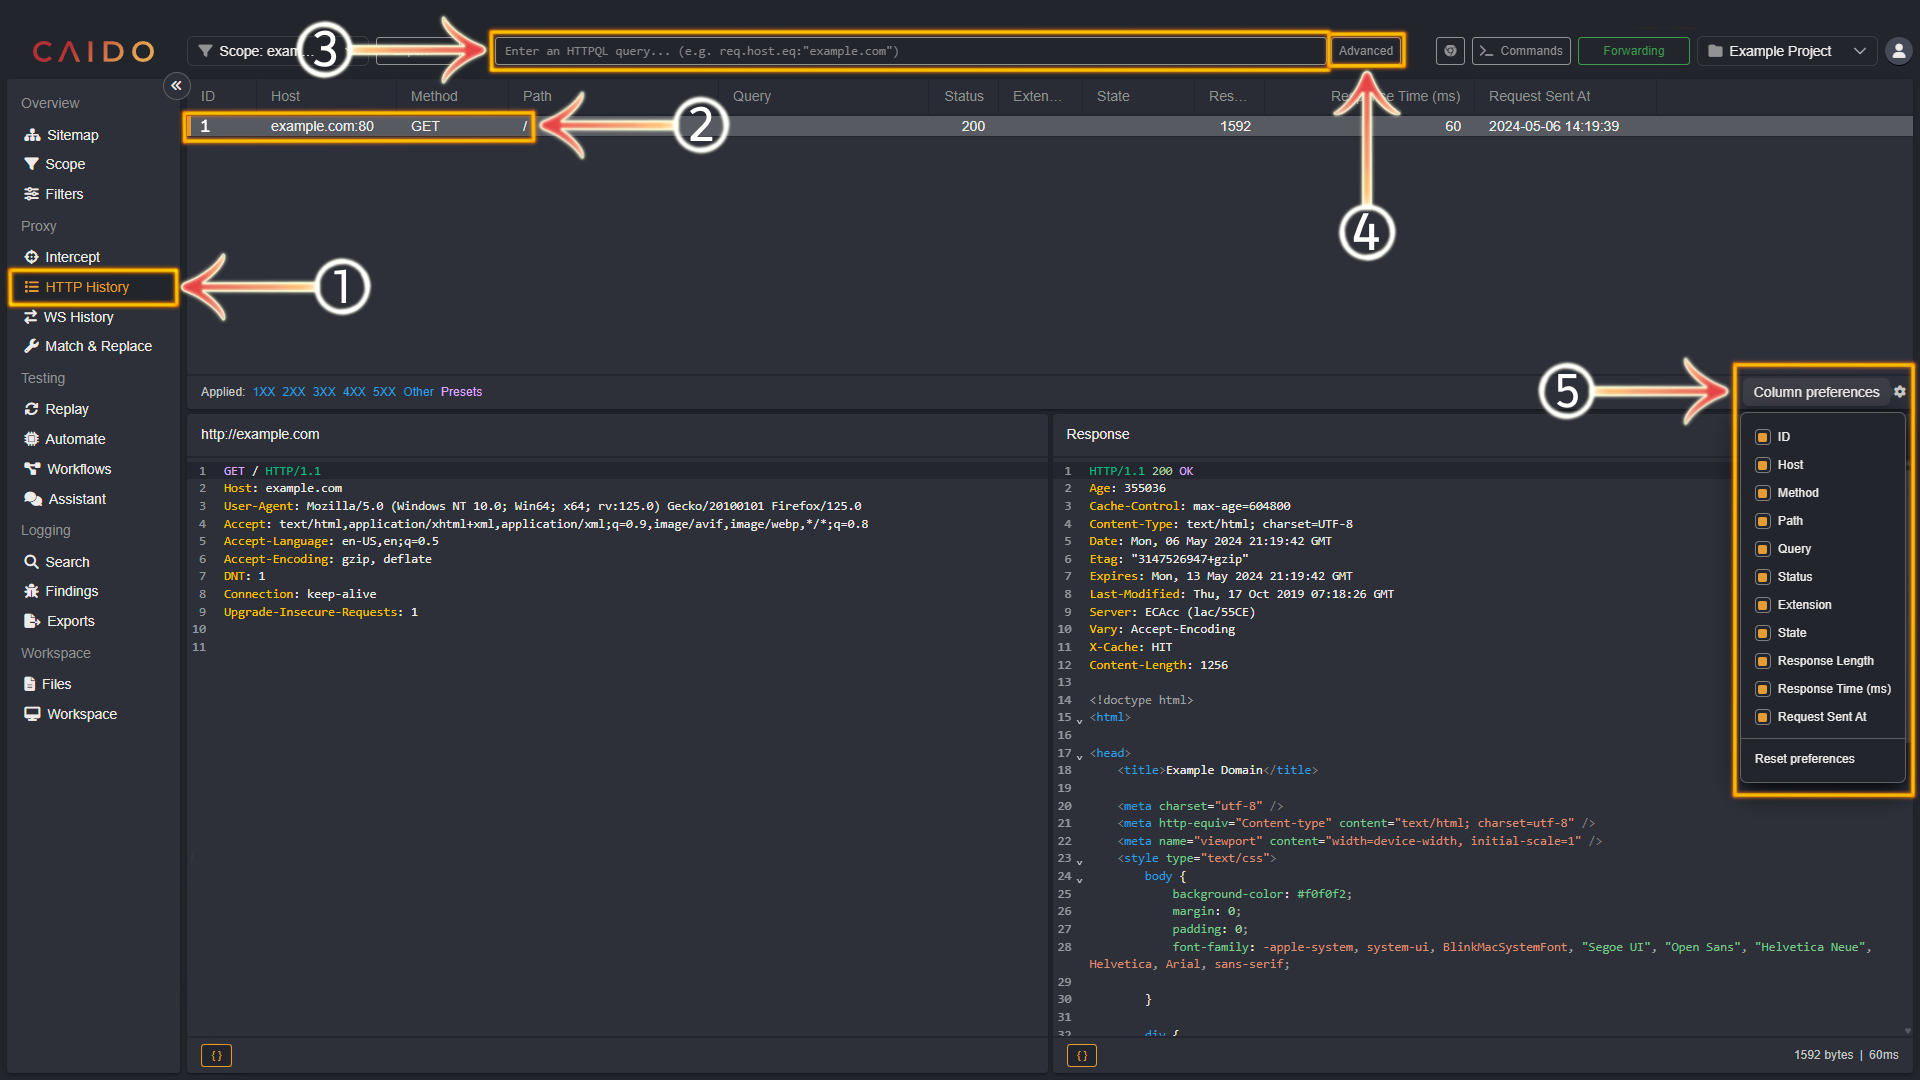 CAIDO
Scope: exam...
3
Enter an HTTPQL query... (e.g. req.host.eq:"example.com")
Advanced
Commands
Forwarding
Example Project
ID Host Method Path Query Status Exten... State Res... Time (ms) Request Sent At
1 example.com:80 GET / 200 1592 60 2024-05-06 14:19:39
2
4
Overview
Sitemap
Scope
Filters
Proxy
Intercept
HTTP History
1
WS History
Match & Replace
Testing
Replay
Automate
Workflows
Assistant
Logging
Search
Findings
Exports
Workspace
Files
Workspace
Applied: 1XX 2XX 3XX 4XX 5XX Other Presets
5
Column preferences
ID
Host
Method
Path
Query
Status
Extension
State
Response Length
Response Time (ms)
Request Sent At
Reset preferences
http://example.com
1 GET / HTTP/1.1
2 Host: example.com
3 User-Agent: Mozilla/5.0 (Windows NT 10.0; Win64; x64; rv:125.0) Gecko/20100101 Firefox/125.0
4 Accept: text/html,application/xhtml+xml,application/xml;q=0.9,image/avif,image/webp,*/*;q=0.8
5 Accept-Language: en-US,en;q=0.5
6 Accept-Encoding: gzip, deflate
7 DNT: 1
8 Connection: keep-alive
9 Upgrade-Insecure-Requests: 1
10
11
{}
Response
1 HTTP/1.1 200 OK
2 Age: 355036
3 Cache-Control: max-age=604800
4 Content-Type: text/html; charset=UTF-8
5 Date: Mon, 06 May 2024 21:19:42 GMT
6 Etag: "3147526947+gzip"
7 Expires: Mon, 13 May 2024 21:19:42 GMT
8 Last-Modified: Thu, 17 Oct 2019 07:18:26 GMT
9 Server: ECAcc (lac/55CE)
10 Vary: Accept-Encoding
11 X-Cache: HIT
12 Content-Length: 1256
13
14 <!doctype html>
15 <html>
16
17 <head>
18 <title>Example Domain</title>
19
20 <meta charset="utf-8" />
21 <meta http-equiv="Content-type" content="text/html; charset=utf-8" />
22 <meta name="viewport" content="width=device-width, initial-scale=1" />
23 <style type="text/css">
24 body {
25 background-color: #f0f0f2;
26 margin: 0;
27 padding: 0;
28 font-family: -apple-system, system-ui, BlinkMacSystemFont, "Segoe UI", "Open Sans", "Helvetica Neue",
Helvetica, Arial, sans-serif;
29
30 }
31
32 div {
{}
1592 bytes | 60ms